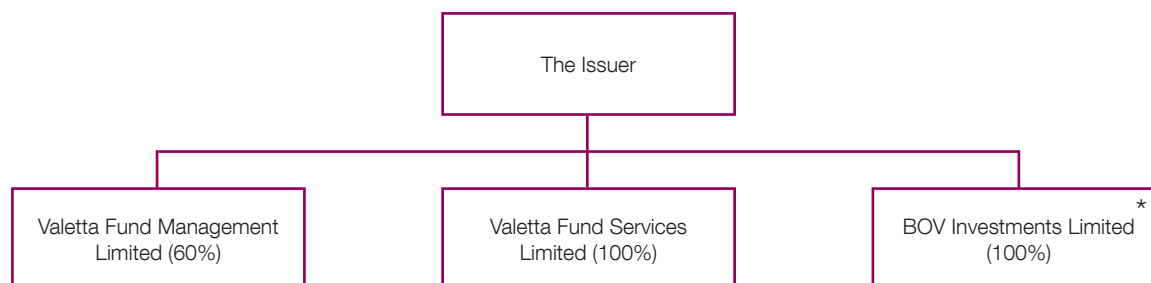 The Issuer
Valetta Fund Management
Limited (60%)
Valetta Fund Services
Limited (100%)
*
BOV Investments Limited
(100%)